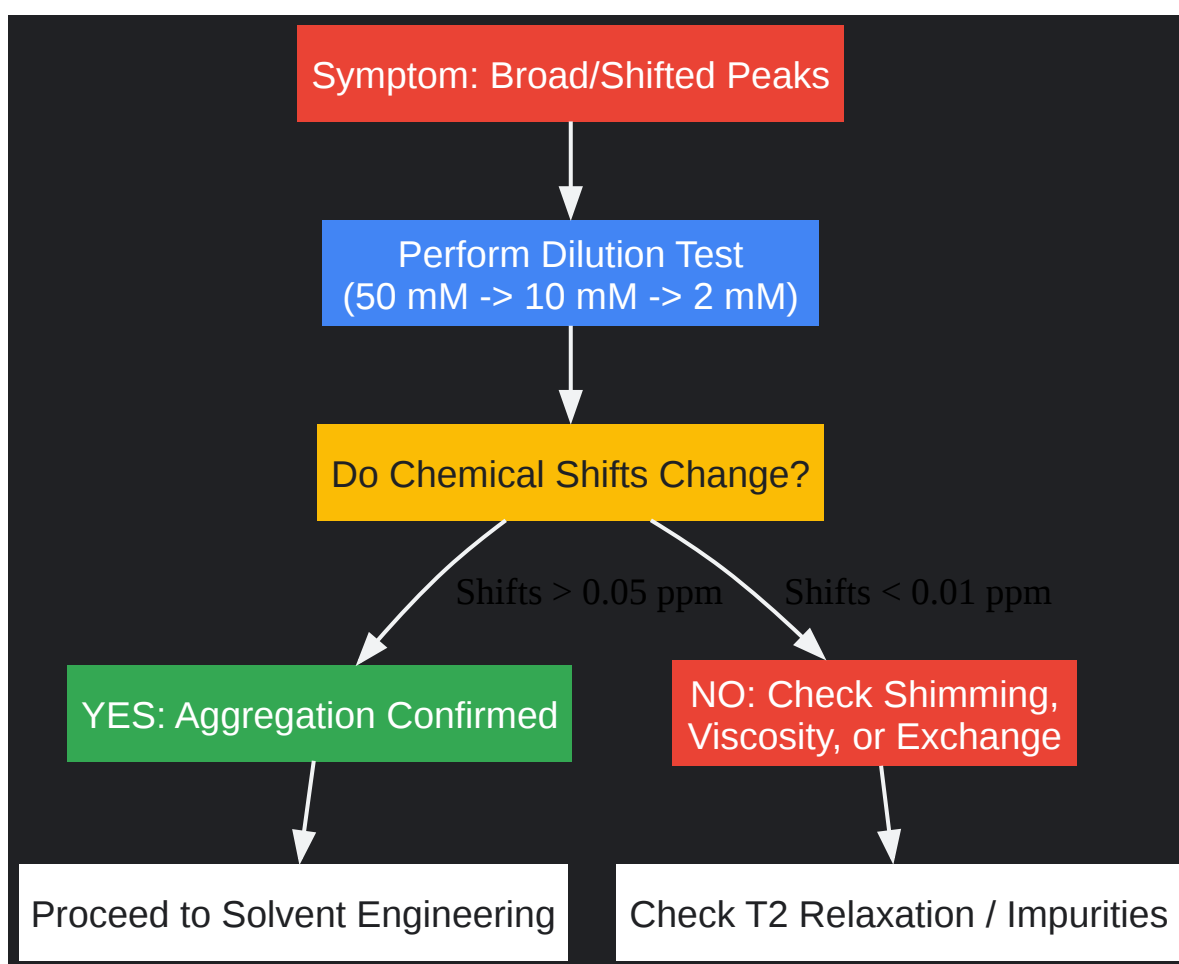 Symptom: Broad/Shifted Peaks
Perform Dilution Test
(50 mM -> 10 mM -> 2 mM)
Do Chemical Shifts Change?
Shifts > 0.05 ppm
Shifts < 0.01 ppm
YES: Aggregation Confirmed
NO: Check Shimming,
Viscosity, or Exchange
Proceed to Solvent Engineering
Check T2 Relaxation / Impurities